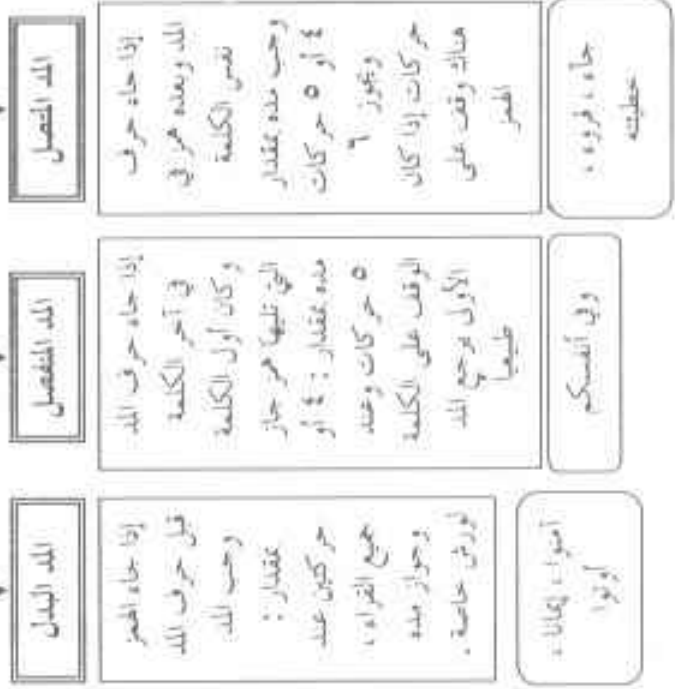 المد المتصل
إذا جاء حرف
المد وبعده همز في
نفس الكلمة
وجب مده بمقدار
٤ أو ٥ حركات
ويجوز ٦
حركات إذا كان
هناك وقف على
الهمز
جاء ، قروء ،
خطيئته
المد المنفصل
إذا جاء حرف المد
في آخر الكلمة
و كان أول الكلمة
التي تليها همز جاز
مده بمقدار : ٤ أو
٥ حركات وعند
الوقف على الكلمة
الأولى يرجع المد
طبيعيا
وفي أنفسكم
المد البدل
إذا جاء الهمز
قبل حرف المد
وجب المد
بمقدار :
حركتين عند
جميع القراء ،
وجواز مده
لورش خاصة .
آمنوا ، إيمانا ،
أوتوا